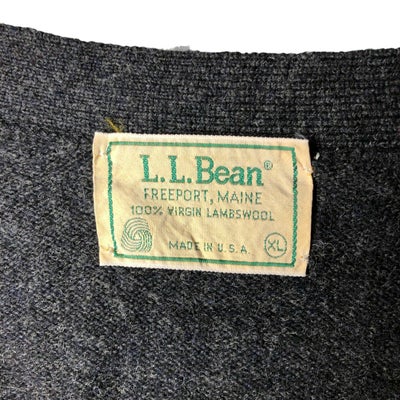 L.L.Bean®
FREEPORT, MAINE
100% VIRGIN LAMBSWOOL
MADE IN U.S.A.
XL